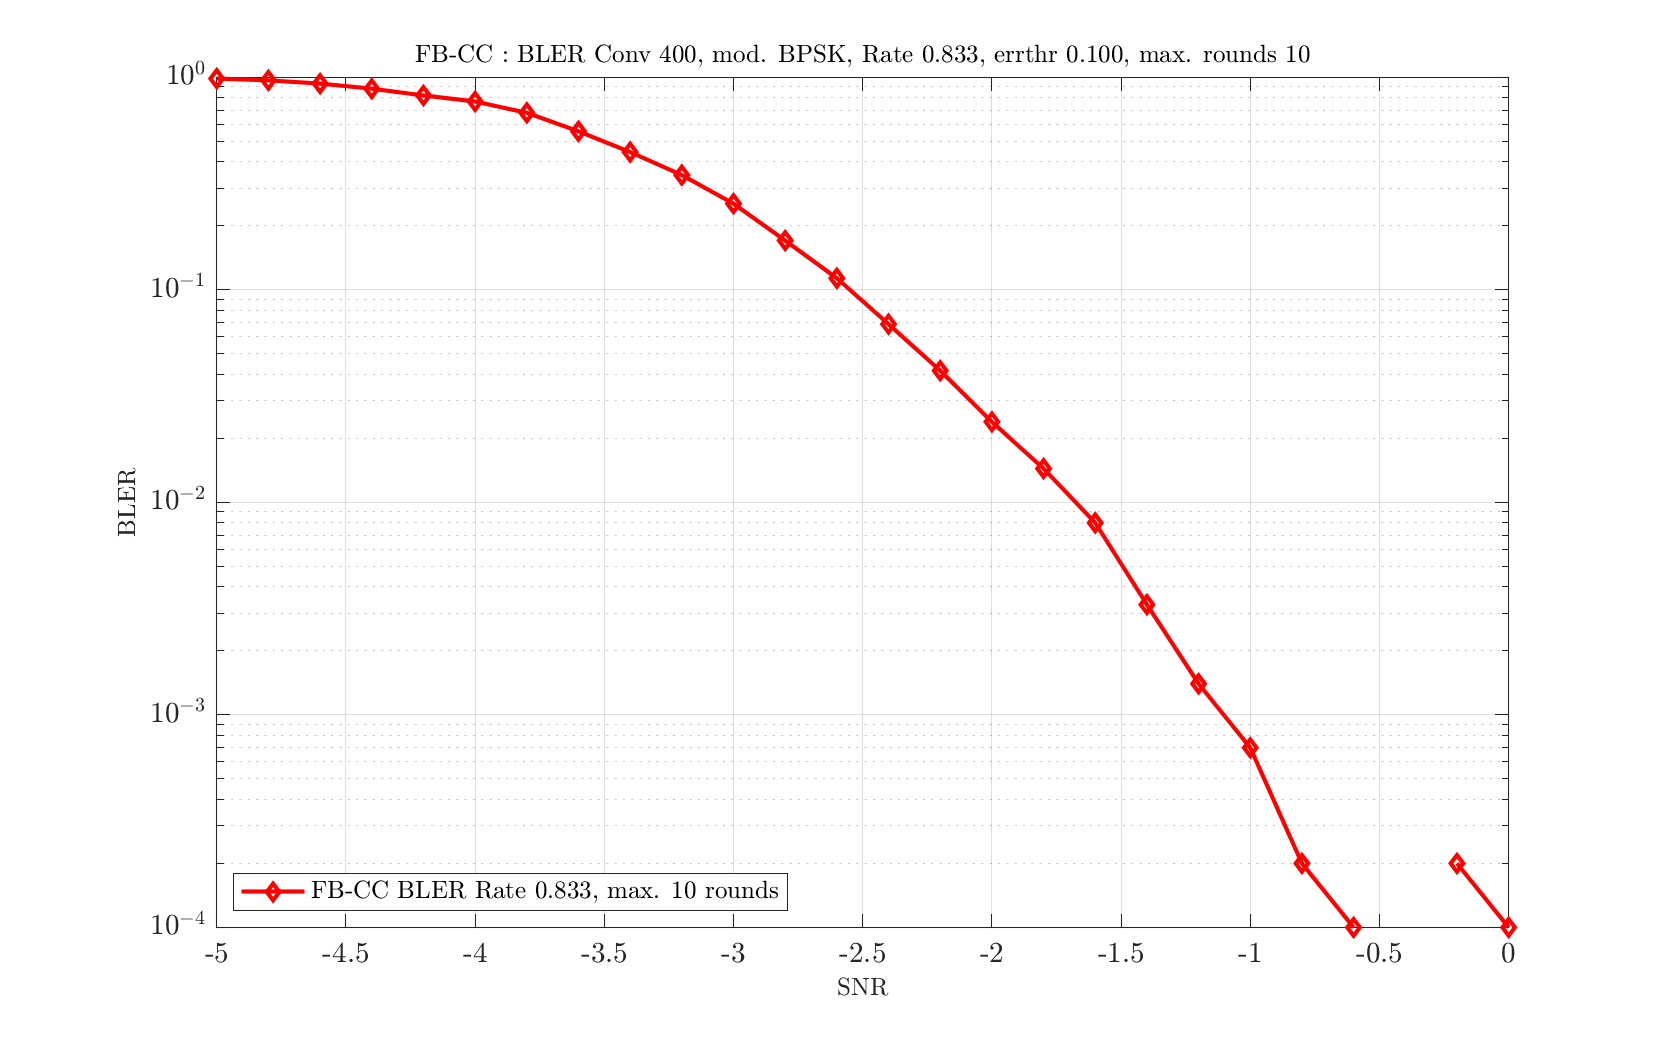 FB-CC : BLER Conv 400, mod. BPSK, Rate 0.833, errthr 0.100, max. rounds 10
10^0
10^-1
10^-2
10^-3
10^-4
BLER
FB-CC BLER Rate 0.833, max. 10 rounds
-5 -4.5 -4 -3.5 -3 -2.5 -2 -1.5 -1 -0.5 0
SNR